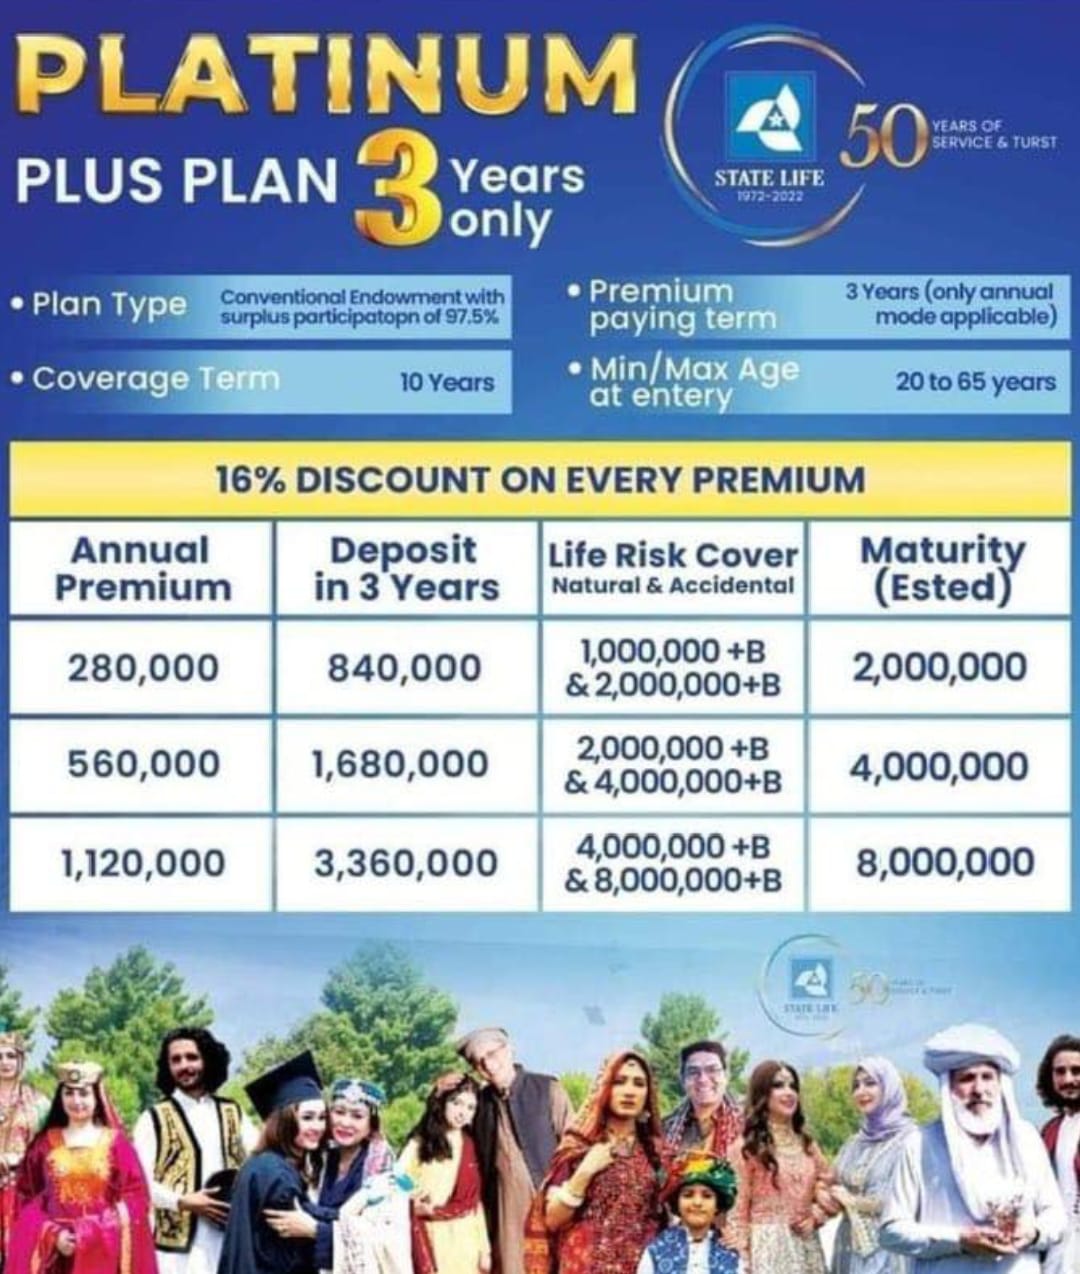 PLATINUM
PLUS PLAN 3 Years
only
STATE LIFE
1972-2022
50 YEARS OF
SERVICE & TURST
• Plan Type
Conventional Endowment with
surplus participatopn of 97.5%
• Premium
paying term
3 Years (only annual
mode applicable)
• Coverage Term
10 Years
• Min/Max Age
at entery
20 to 65 years
16% DISCOUNT ON EVERY PREMIUM
Annual
Premium
Deposit
in 3 Years
Life Risk Cover
Natural & Accidental
Maturity
(Ested)
280,000
840,000
1,000,000 +B
& 2,000,000+B
2,000,000
560,000
1,680,000
2,000,000 +B
& 4,000,000+B
4,000,000
1,120,000
3,360,000
4,000,000 +B
& 8,000,000+B
8,000,000
STATE LIFE
50